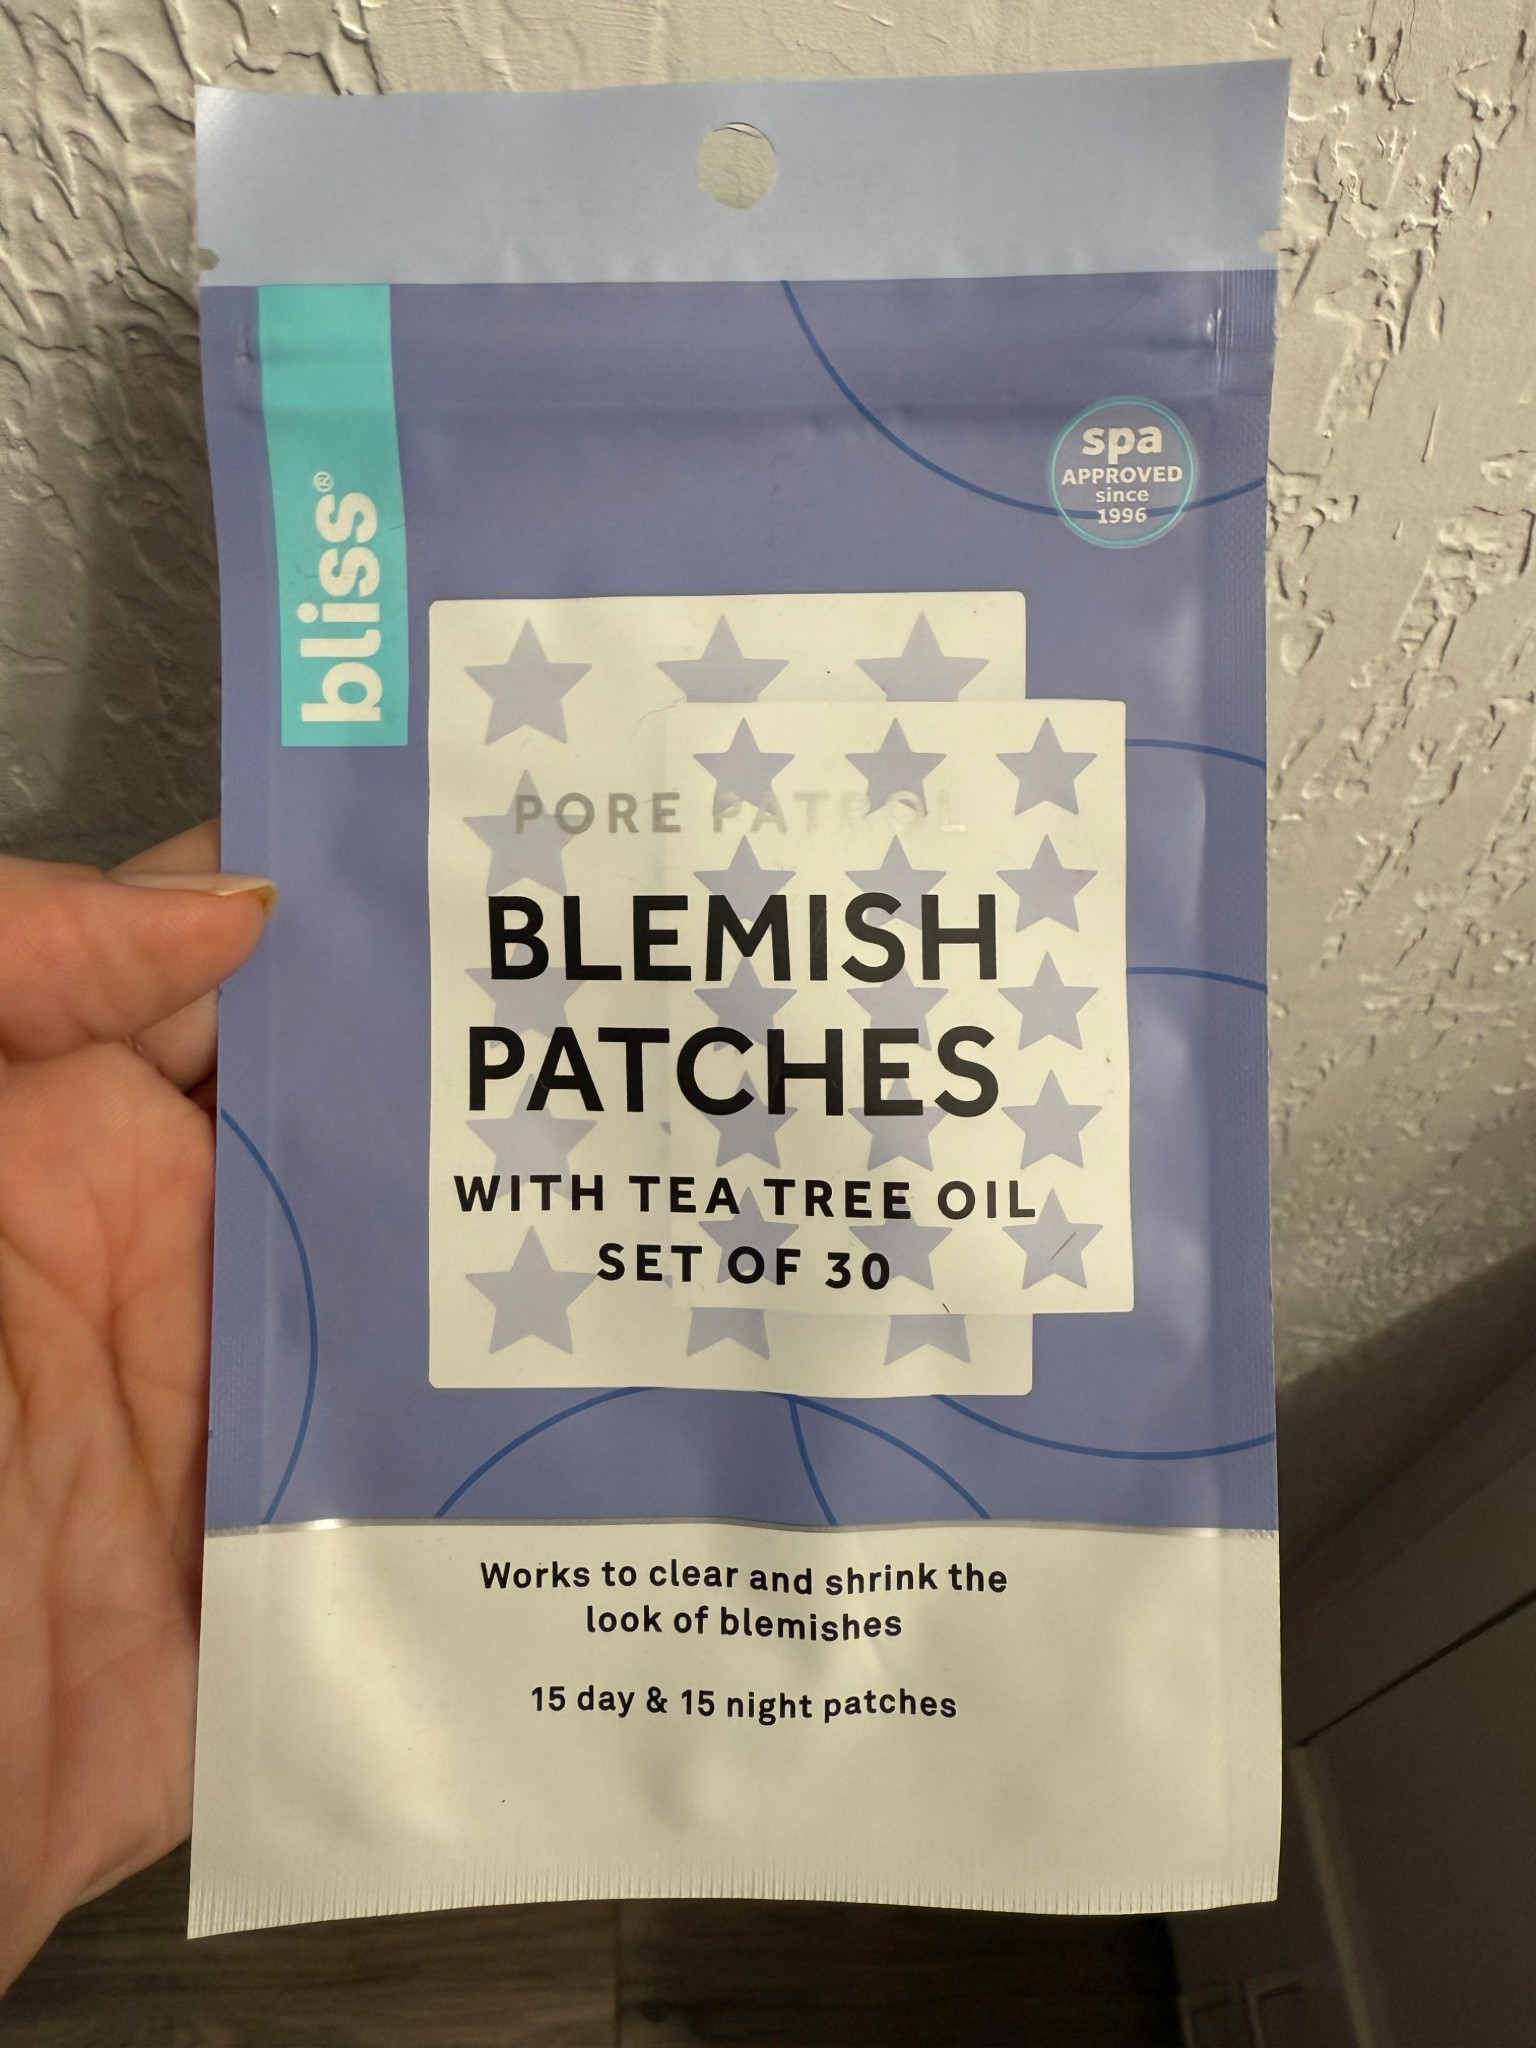 bliss®
spa
APPROVED
since
1996
PORE PATROL
BLEMISH
PATCHES
WITH TEA TREE OIL
SET OF 30
Works to clear and shrink the
look of blemishes
15 day & 15 night patches